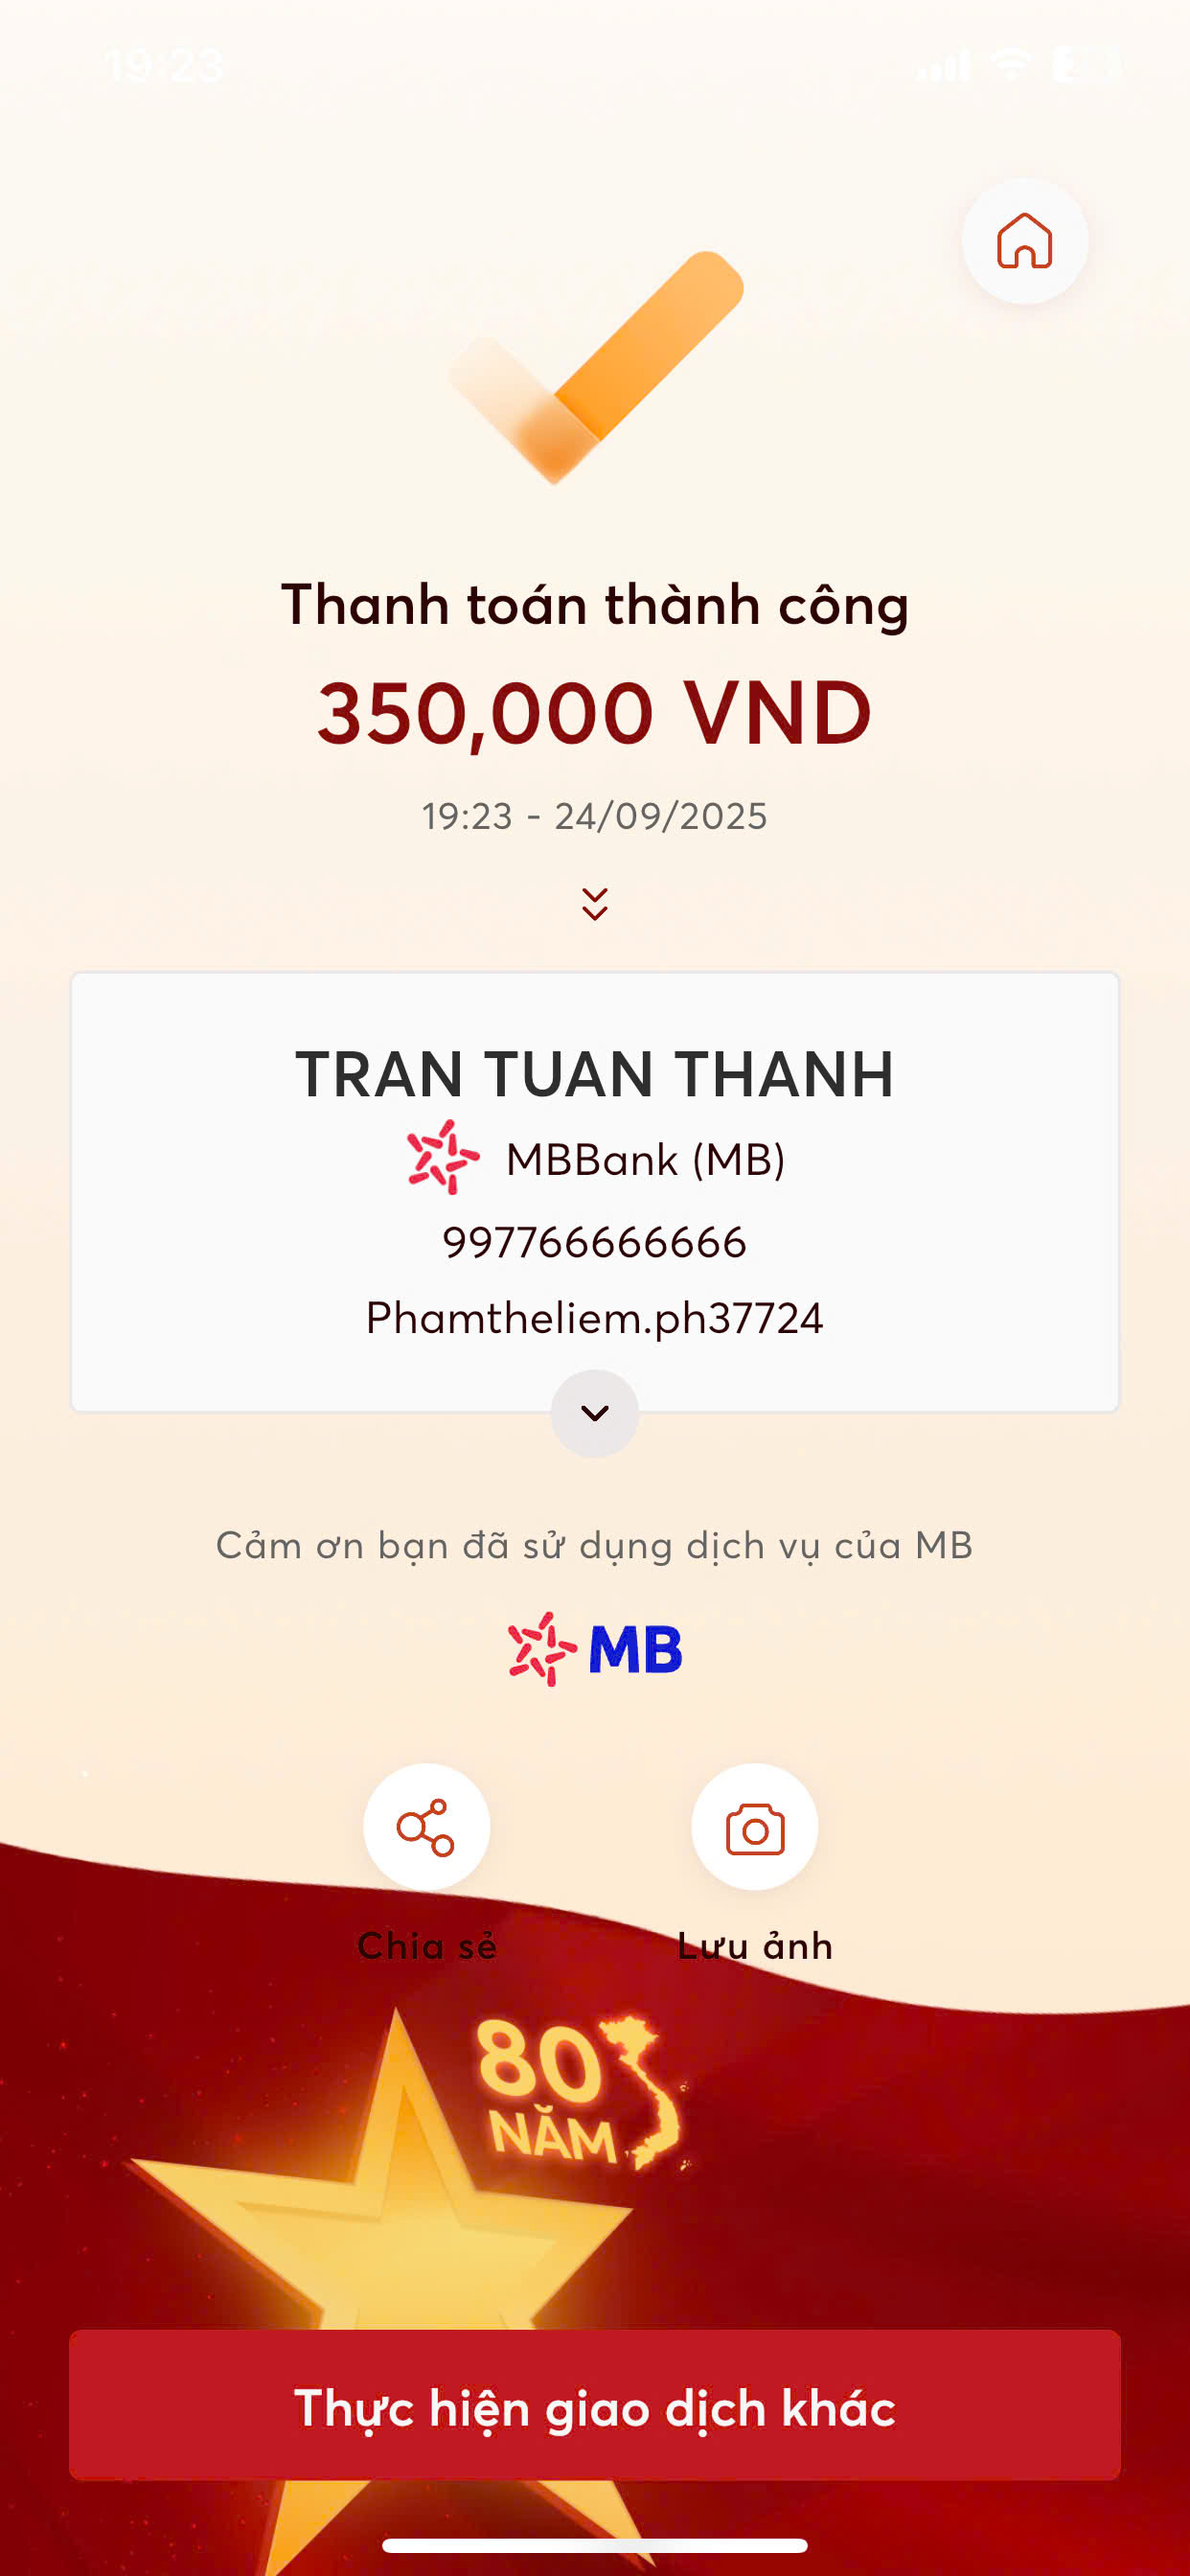 19:23
Thanh toán thành công
350,000 VND
19:23 - 24/09/2025
TRAN TUAN THANH
MBBank (MB)
997766666666
Phamtheliem.ph37724
Cảm ơn bạn đã sử dụng dịch vụ của MB
MB
Chia sẻ
Lưu ảnh
80
NĂM
Thực hiện giao dịch khác